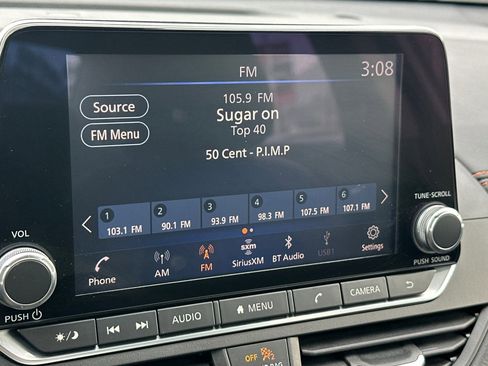 FM
3:08
105.9 FM
Source
Sugar on
Top 40
FM Menu
50 Cent - P.I.M.P
1 2 3 4 5 6
103.1 FM 90.1 FM 93.9 FM 98.3 FM 107.5 FM 107.1 FM
Phone AM FM sxm SiriusXM BT Audio USB1 Settings
VOL
TUNE·SCROLL
PUSH
PUSH SOUND
AUDIO MENU CAMERA
OFF 2
BAG